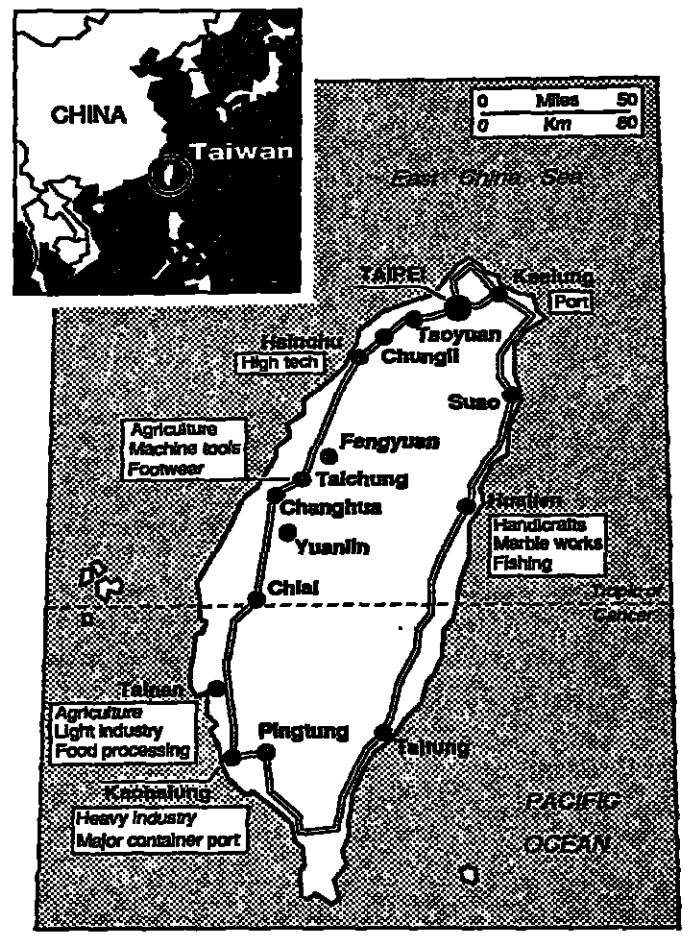 CHINA
Taiwan
0 Miles 50
0 Km 80
East China Sea
TAIPEI
Keelung
Port
Taoyuan
Hsinchu
High tech
Chungli
Suao
Agriculture
Machine tools
Footwear
Fengyuan
Taichung
Changhua
Hualien
Handicrafts
Marble works
Fishing
Yuanlin
Chiai
Tropic of
Cancer
Tainan
Agriculture
Light industry
Food processing
Pingtung
Taitung
Kaohsiung
Heavy industry
Major container port
PACIFIC
OCEAN